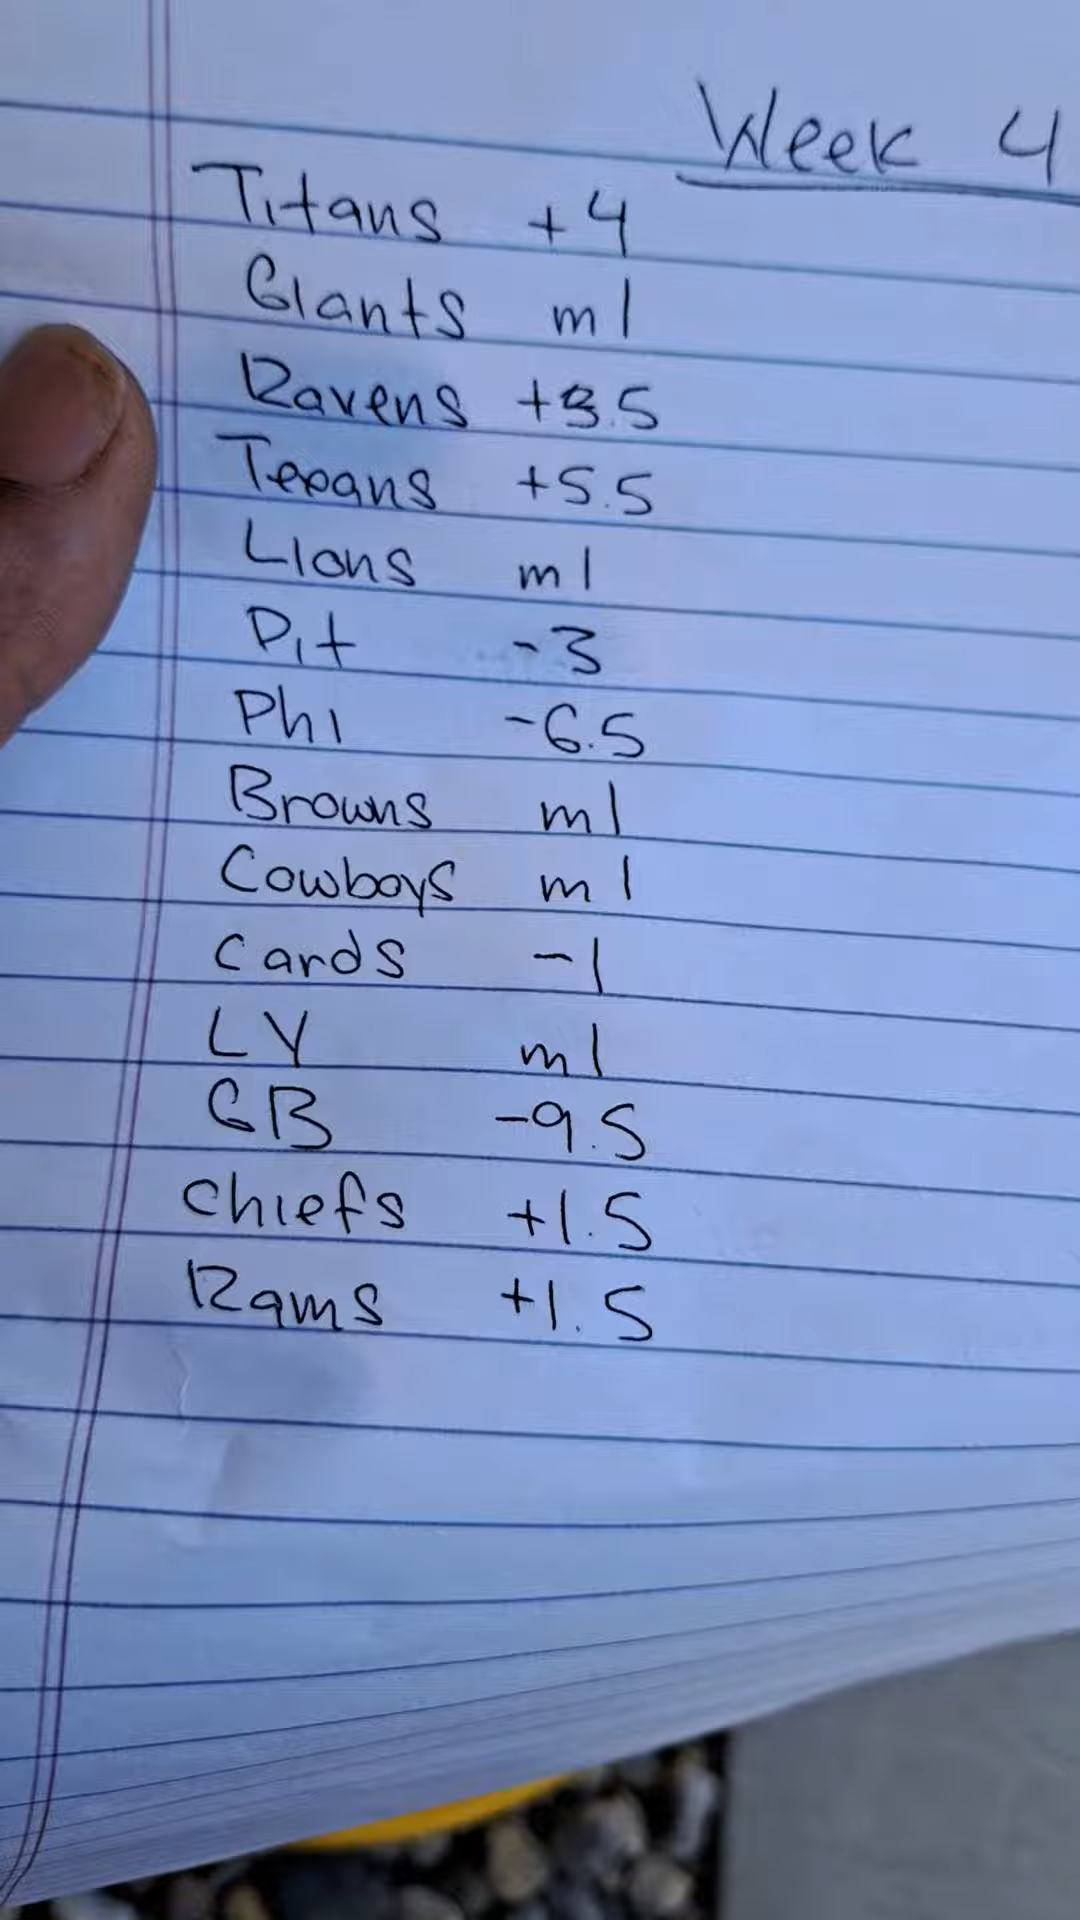 Week 4
Titans +4
Giants ml
Ravens +3.5
Texans +5.5
Lions ml
Pit -3
Phi -6.5
Browns ml
Cowboys ml
Cards -1
LV ml
GB -9.5
Chiefs +1.5
Rams +1.5